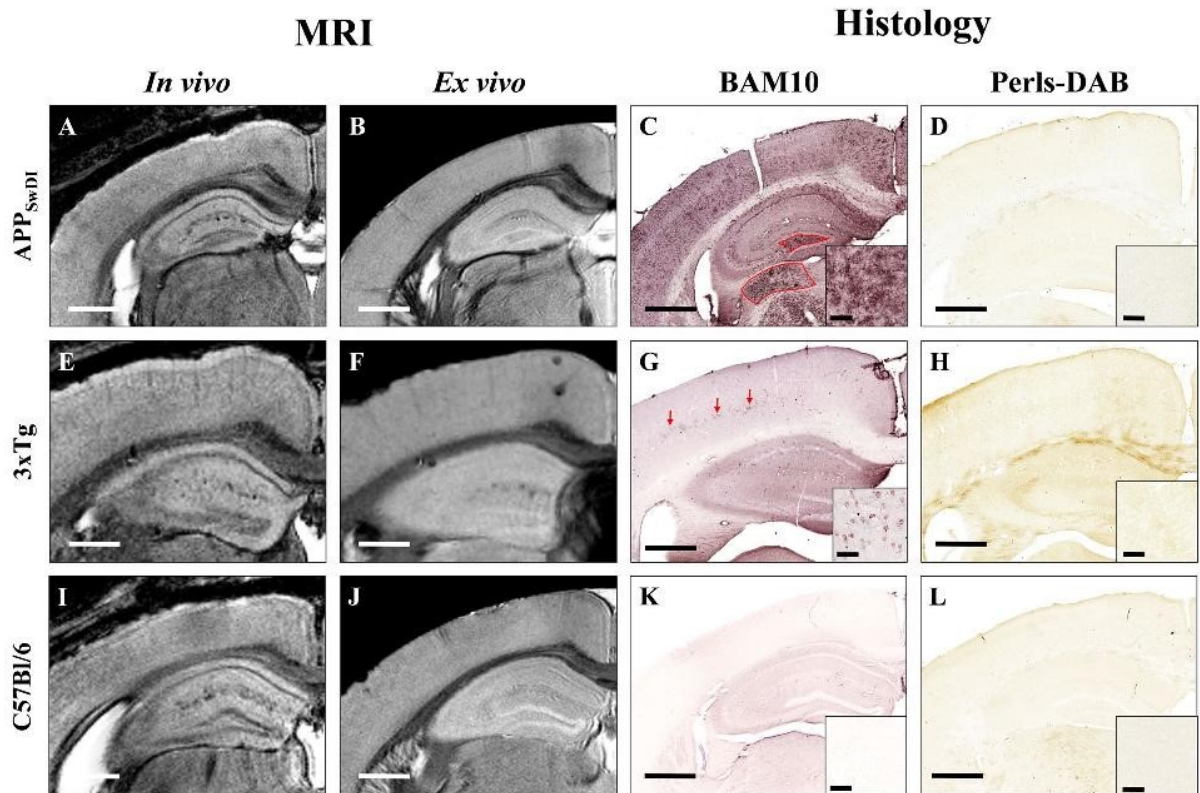 MRI
Histology
In vivo
Ex vivo
BAM10
Perls-DAB
APPSwDI
A
B
C
D
3xTg
E
F
G
H
C57Bl/6
I
J
K
L